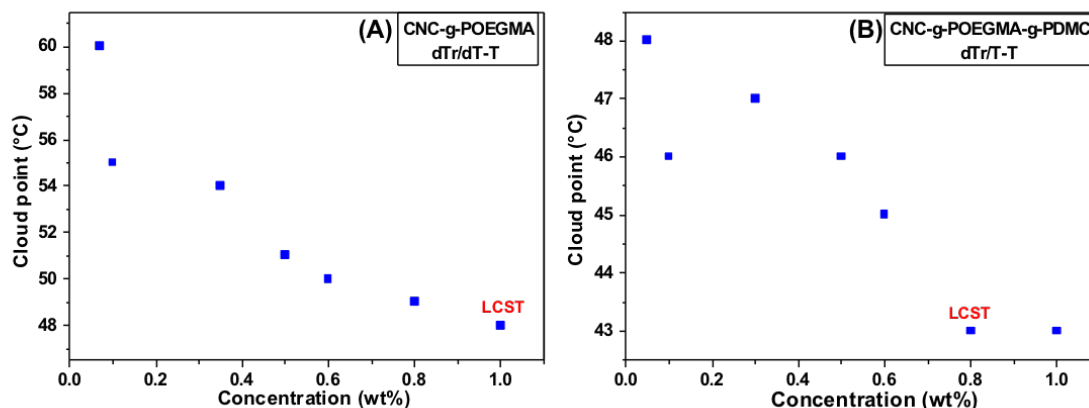 (A)
CNC-g-POEGMA
dTr/dT-T
Cloud point (°C)
60
58
56
54
52
50
48
LCST
0.0 0.2 0.4 0.6 0.8 1.0
Concentration (wt%)
(B)
CNC-g-POEGMA-g-PDMC
dTr/T-T
Cloud point (°C)
48
47
46
45
44
43
LCST
0.0 0.2 0.4 0.6 0.8 1.0
Concentration (wt%)